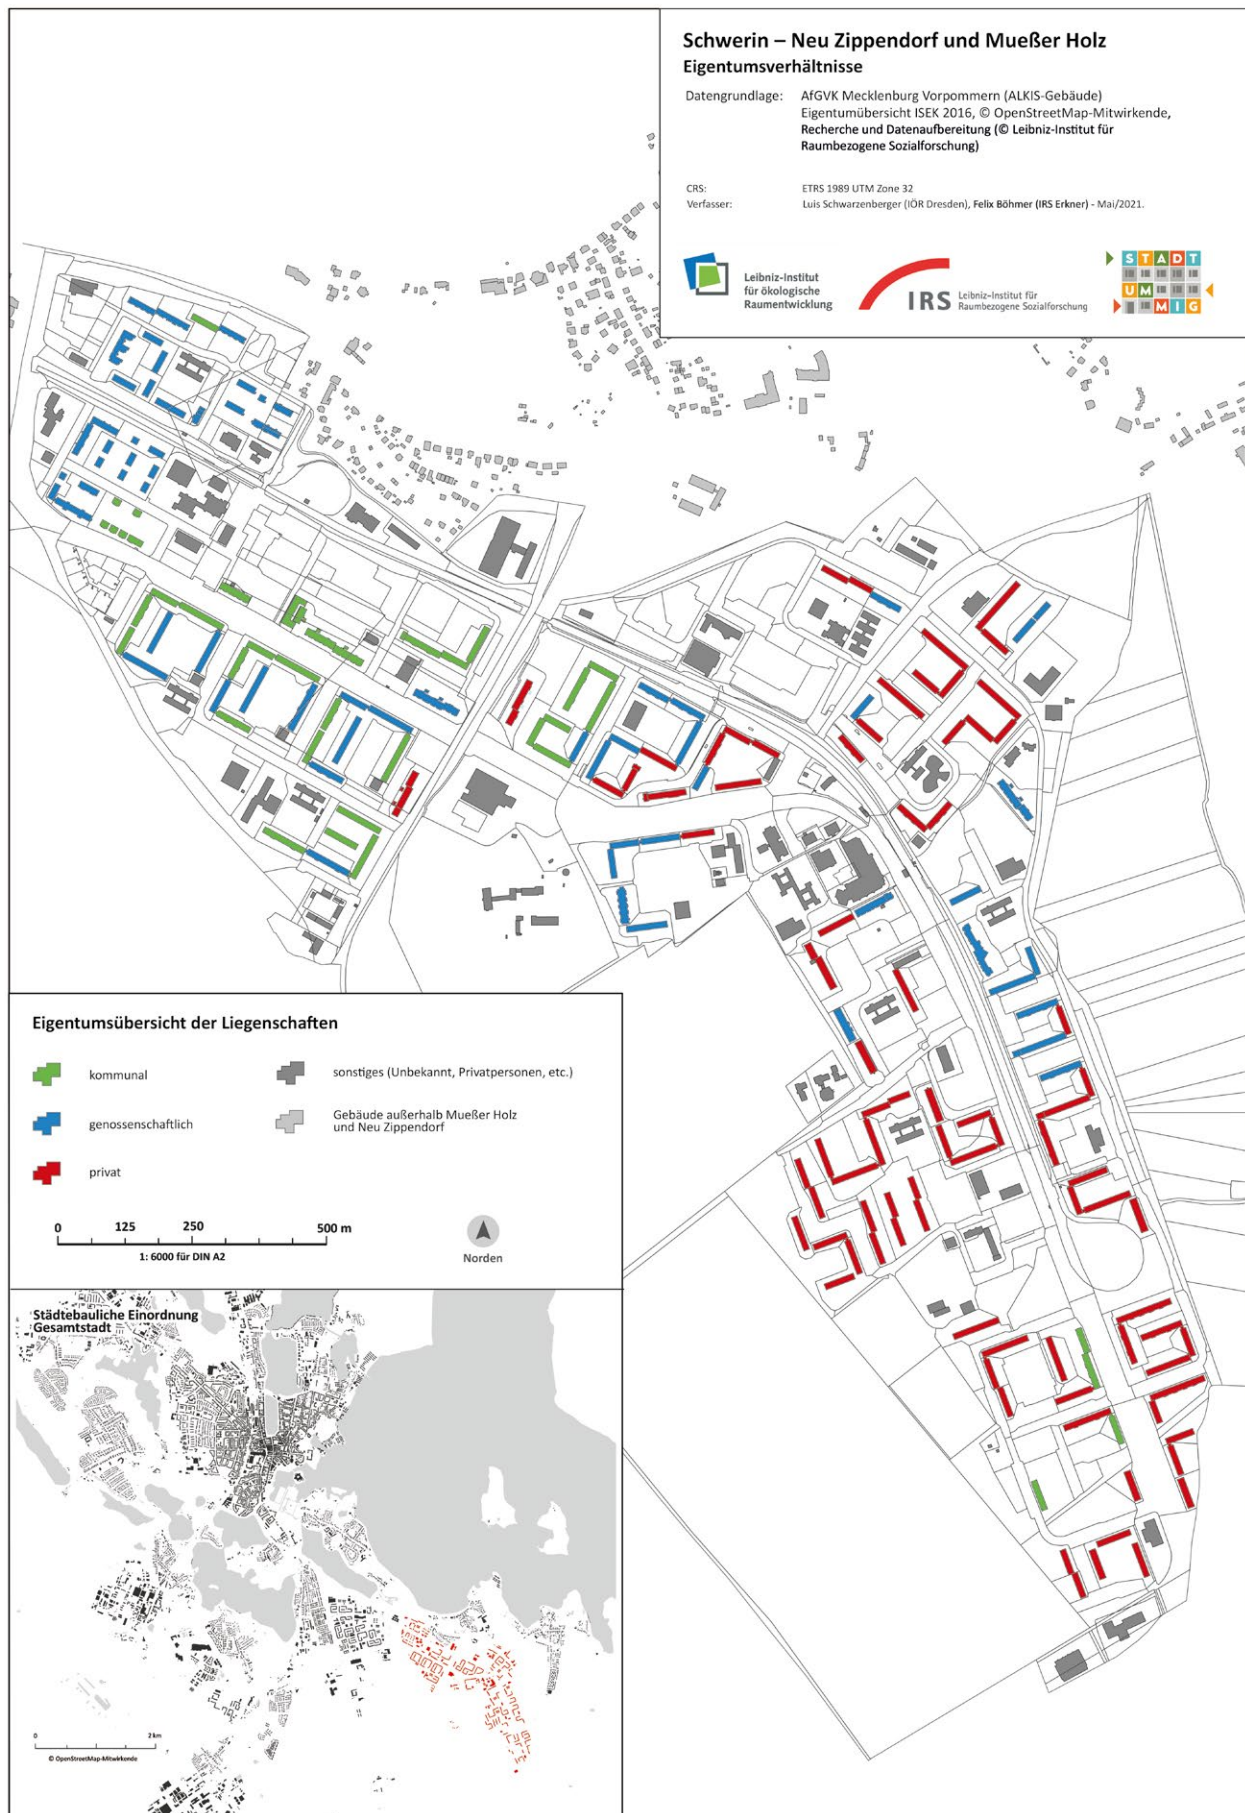 Schwerin – Neu Zippendorf und Mueßer Holz
Eigentumsverhältnisse
Datengrundlage: AfGVK Mecklenburg Vorpommern (ALKIS-Gebäude)
Eigentumübersicht ISEK 2016, © OpenStreetMap-Mitwirkende,
Recherche und Datenaufbereitung (© Leibniz-Institut für
Raumbezogene Sozialforschung)
CRS: ETRS 1989 UTM Zone 32
Verfasser: Luis Schwarzenberger (IÖR Dresden), Felix Böhmer (IRS Erkner) - Mai/2021.
Leibniz-Institut
für ökologische
Raumentwicklung
IRS
Leibniz-Institut für
Raumbezogene Sozialforschung
STADT
UM
MIG
Eigentumsübersicht der Liegenschaften
kommunal
genossenschaftlich
privat
sonstiges (Unbekannt, Privatpersonen, etc.)
Gebäude außerhalb Mueßer Holz
und Neu Zippendorf
0 125 250 500 m
1: 6000 für DIN A2
Norden
Städtebauliche Einordnung
Gesamtstadt
0 2 km
© OpenStreetMap-Mitwirkende